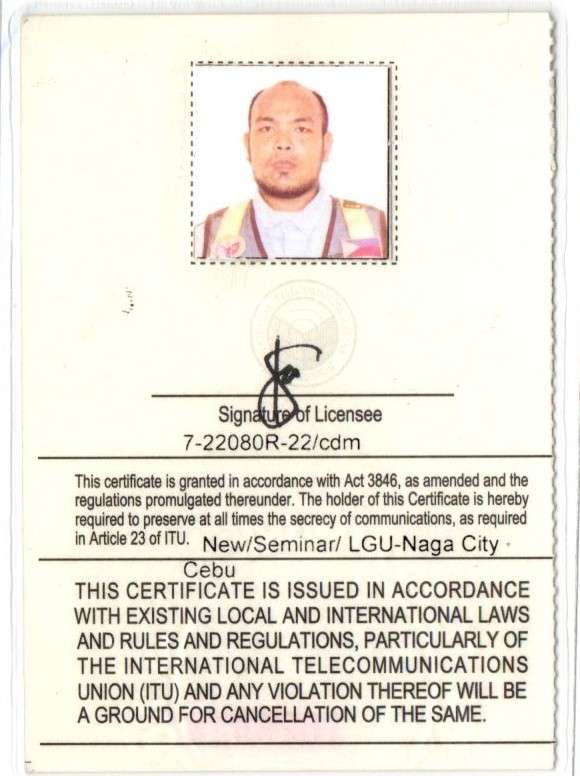 Signature of Licensee
7-22080R-22/cdm
This certificate is granted in accordance with Act 3846, as amended and the
regulations promulgated thereunder. The holder of this Certificate is hereby
required to preserve at all times the secrecy of communications, as required
in Article 23 of ITU. New/Seminar/ LGU-Naga City
Cebu
THIS CERTIFICATE IS ISSUED IN ACCORDANCE
WITH EXISTING LOCAL AND INTERNATIONAL LAWS
AND RULES AND REGULATIONS, PARTICULARLY OF
THE INTERNATIONAL TELECOMMUNICATIONS
UNION (ITU) AND ANY VIOLATION THEREOF WILL BE
A GROUND FOR CANCELLATION OF THE SAME.